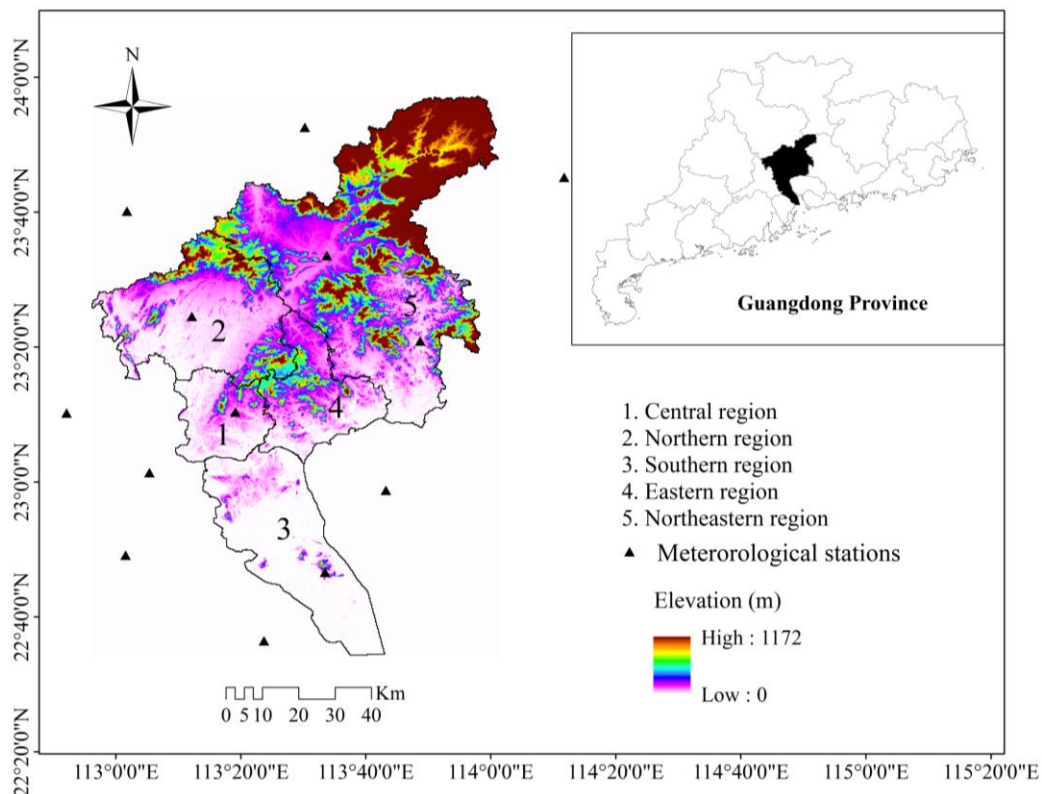 N
Guangdong Province
24°0'0"N
23°40'0"N
23°20'0"N
23°0'0"N
22°40'0"N
22°20'0"N
5
2
4
1
3
1. Central region
2. Northern region
3. Southern region
4. Eastern region
5. Northeastern region
Meterorological stations
Elevation (m)
High : 1172
Low : 0
Km
0 5 10 20 30 40
113°0'0"E 113°20'0"E 113°40'0"E 114°0'0"E 114°20'0"E 114°40'0"E 115°0'0"E 115°20'0"E